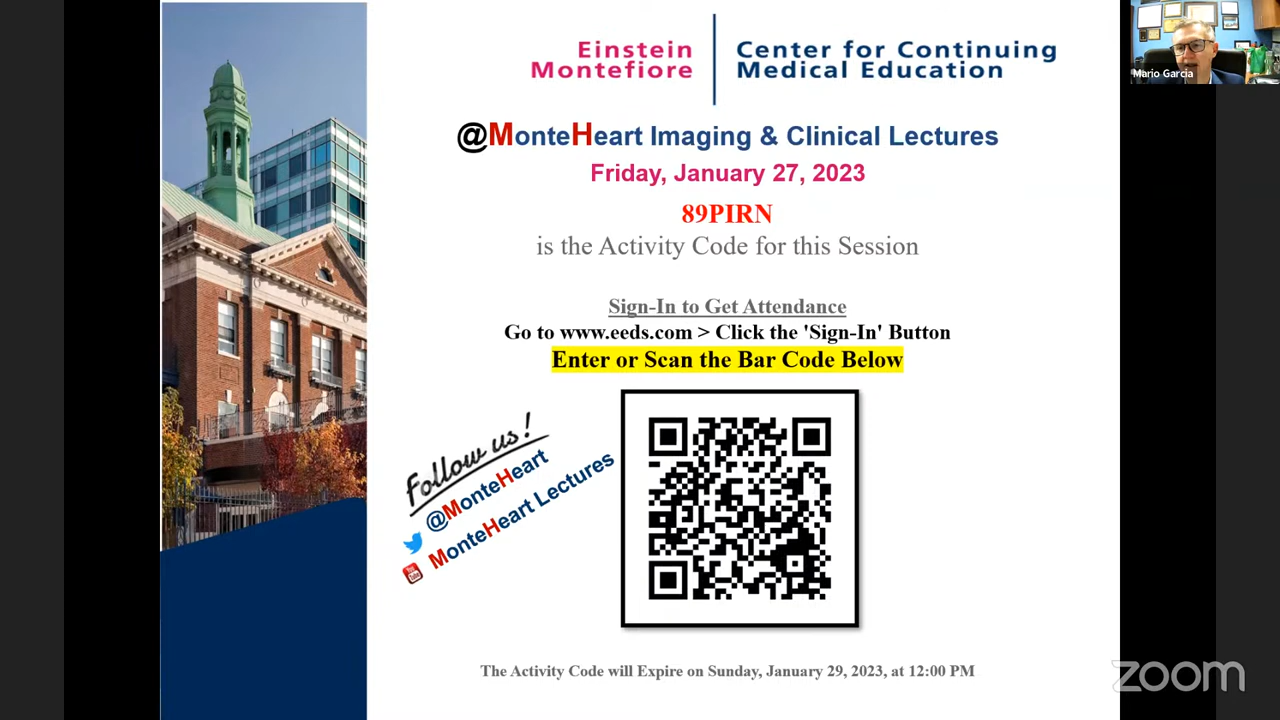 Einstein
Montefiore
Center for Continuing
Medical Education
Mario Garcia
@MonteHeart Imaging & Clinical Lectures
Friday, January 27, 2023
89PIRN
is the Activity Code for this Session
Sign-In to Get Attendance
Go to www.eeds.com > Click the 'Sign-In' Button
Enter or Scan the Bar Code Below
Follow us!
@MonteHeart
MonteHeart Lectures
You
Tube
The Activity Code will Expire on Sunday, January 29, 2023, at 12:00 PM
zoom